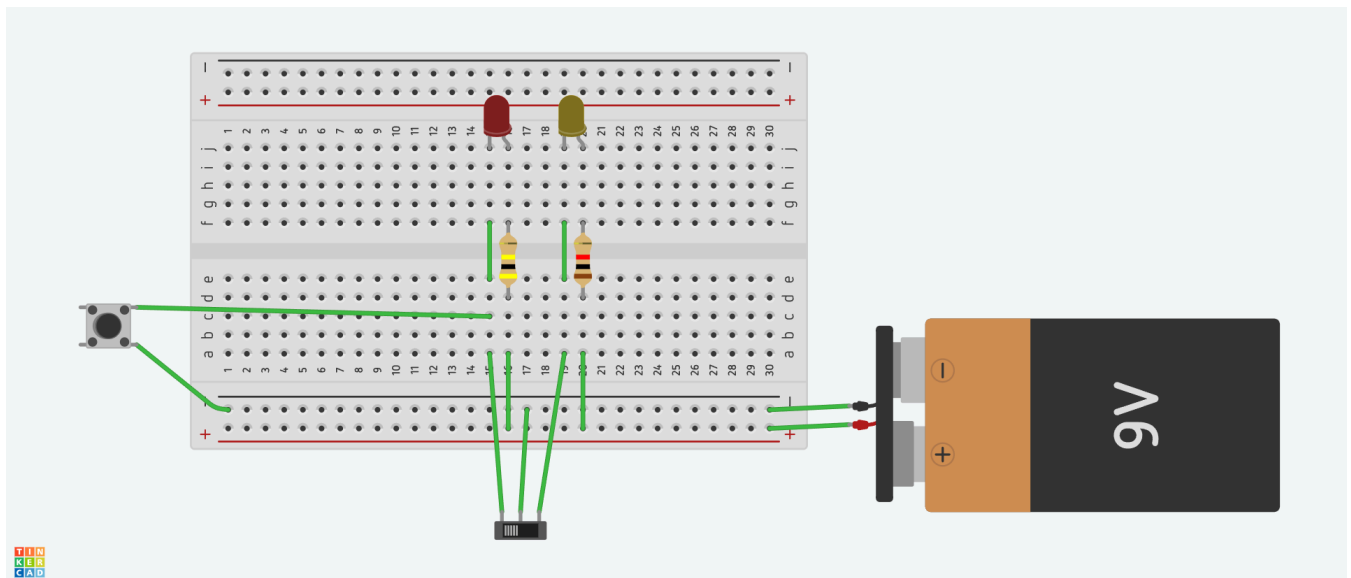 − −
+ +
1 2 3 4 5 6 7 8 9 10 11 12 13 14 15 17 18 19 21 22 23 24 25 26 27 28 29 30
j j
i i
h h
g g
f f
e e
d d
c c
b b
a a
1 2 3 4 5 6 7 8 9 10 11 12 13 14 15 16 17 18 19 20 21 22 23 24 25 26 27 28 29 30
− −
+ +
−
+
9V
TIN
KER
CAD